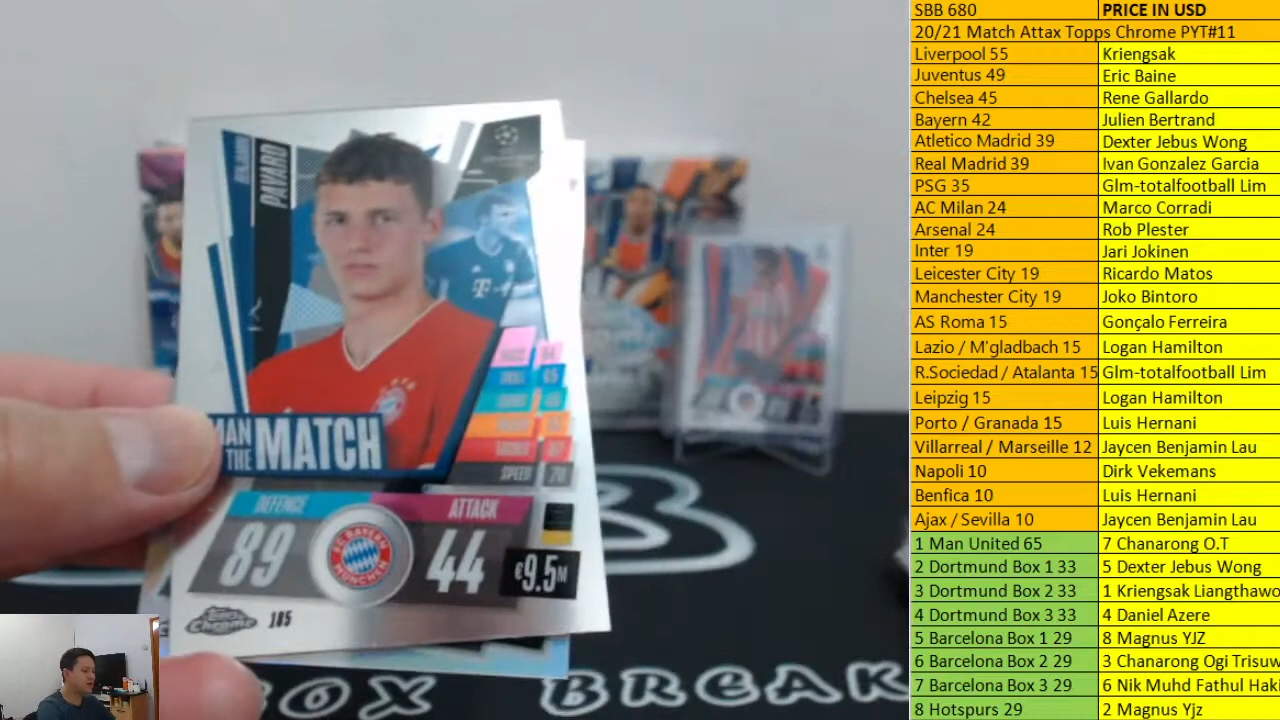 BENJAMIN
PAVARD
MAN
OF THE MATCH
SPEED
DEFENCE
ATTACK
89
44
€9.5M
FC BAYERN
MÜNCHEN
Topps
Chrome
185
BOX BREAK
SBB 680 PRICE IN USD
20/21 Match Attax Topps Chrome PYT#11
Liverpool 55 Kriengsak
Juventus 49 Eric Baine
Chelsea 45 Rene Gallardo
Bayern 42 Julien Bertrand
Atletico Madrid 39 Dexter Jebus Wong
Real Madrid 39 Ivan Gonzalez Garcia
PSG 35 Glm-totalfootball Lim
AC Milan 24 Marco Corradi
Arsenal 24 Rob Plester
Inter 19 Jari Jokinen
Leicester City 19 Ricardo Matos
Manchester City 19 Joko Bintoro
AS Roma 15 Gonçalo Ferreira
Lazio / M'gladbach 15 Logan Hamilton
R.Sociedad / Atalanta 15 Glm-totalfootball Lim
Leipzig 15 Logan Hamilton
Porto / Granada 15 Luis Hernani
Villarreal / Marseille 12 Jaycen Benjamin Lau
Napoli 10 Dirk Vekemans
Benfica 10 Luis Hernani
Ajax / Sevilla 10 Jaycen Benjamin Lau
1 Man United 65 7 Chanarong O.T
2 Dortmund Box 1 33 5 Dexter Jebus Wong
3 Dortmund Box 2 33 1 Kriengsak Liangthawo
4 Dortmund Box 3 33 4 Daniel Azere
5 Barcelona Box 1 29 8 Magnus YJZ
6 Barcelona Box 2 29 3 Chanarong Ogi Trisuw
7 Barcelona Box 3 29 6 Nik Muhd Fathul Haki
8 Hotspurs 29 2 Magnus Yjz